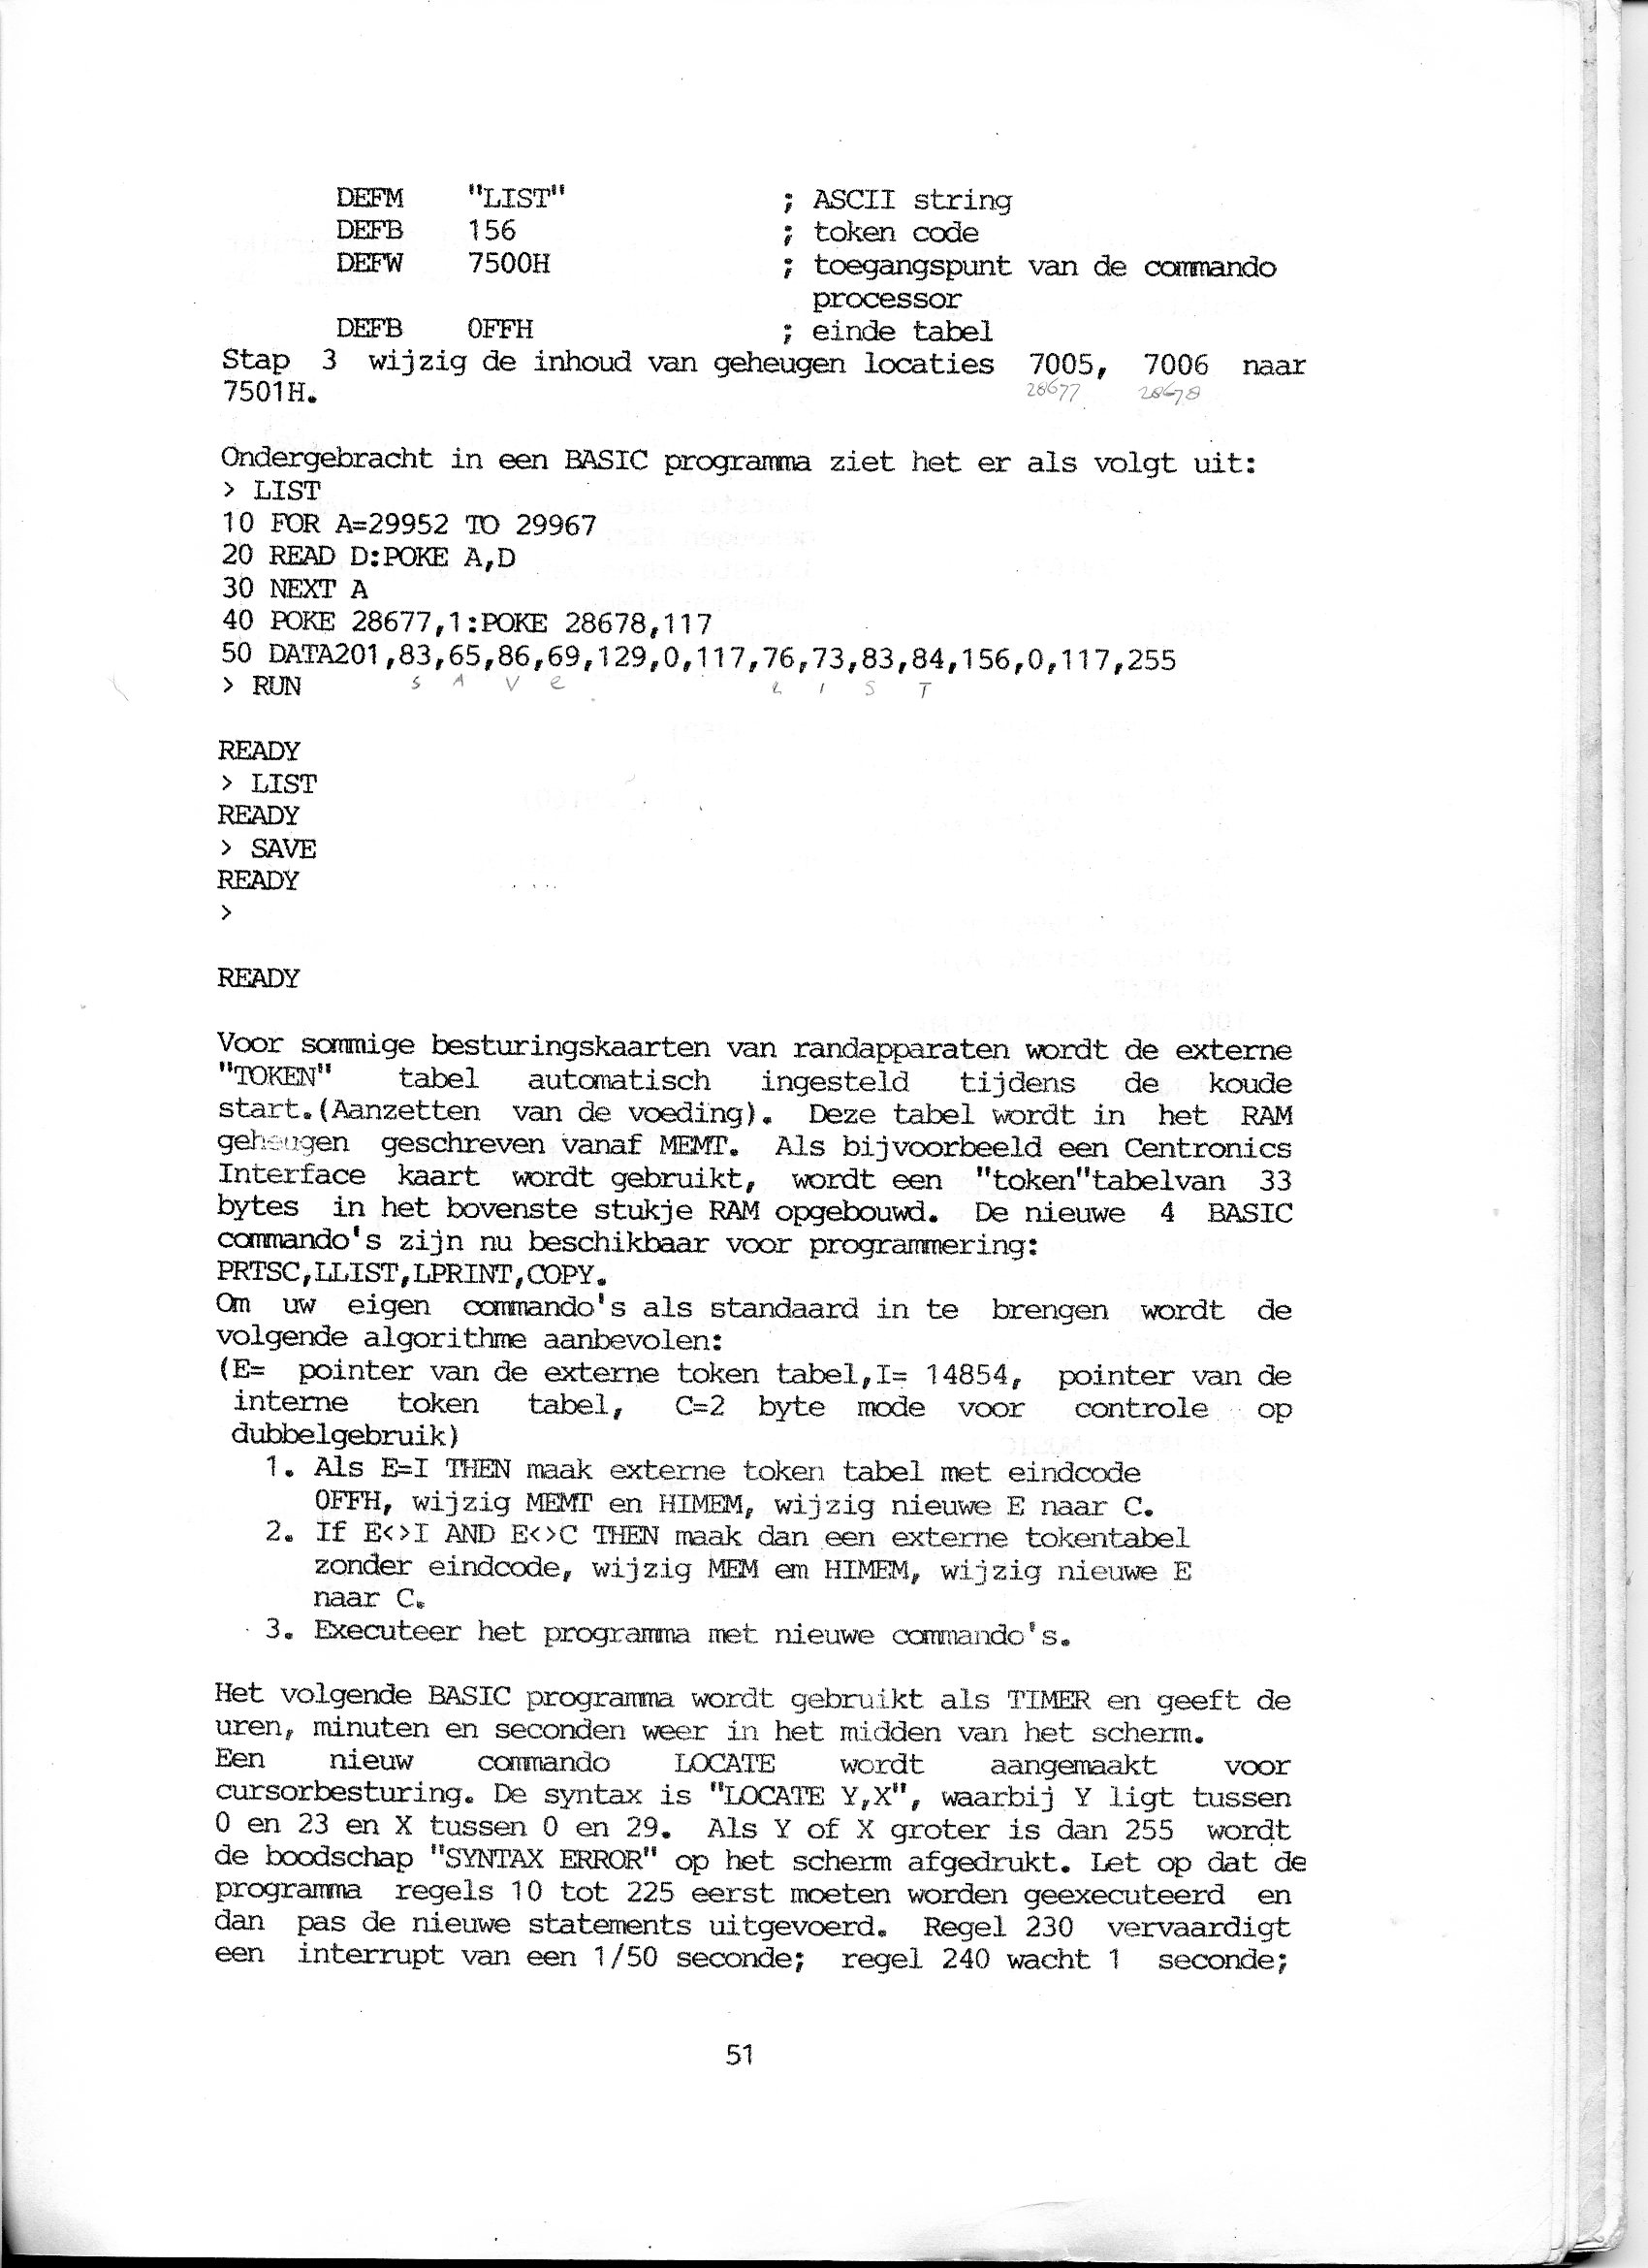 DEFM "LIST" ; ASCII string
DEFB 156 ; token code
DEFW 7500H ; toegangspunt van de commando
processor
DEFB 0FFH ; einde tabel
Stap 3 wijzig de inhoud van geheugen locaties 7005, 7006 naar
7501H. 28677 28678
Ondergebracht in een BASIC programma ziet het er als volgt uit:
> LIST
10 FOR A=29952 TO 29967
20 READ D:POKE A,D
30 NEXT A
40 POKE 28677,1:POKE 28678,117
50 DATA201,83,65,86,69,129,0,117,76,73,83,84,156,0,117,255
> RUN S A V e L I S T
READY
> LIST
READY
> SAVE
READY
>
READY
Voor sommige besturingskaarten van randapparaten wordt de externe
"TOKEN" tabel automatisch ingesteld tijdens de koude
start.(Aanzetten van de voeding). Deze tabel wordt in het RAM
geheugen geschreven vanaf MEMT. Als bijvoorbeeld een Centronics
Interface kaart wordt gebruikt, wordt een "token"tabelvan 33
bytes in het bovenste stukje RAM opgebouwd. De nieuwe 4 BASIC
commando's zijn nu beschikbaar voor programmering:
PRTSC,LLIST,LPRINT,COPY.
Om uw eigen commando's als standaard in te brengen wordt de
volgende algorithme aanbevolen:
(E= pointer van de externe token tabel,I= 14854, pointer van de
interne token tabel, C=2 byte mode voor controle op
dubbelgebruik)
1. Als E=I THEN maak externe token tabel met eindcode
0FFH, wijzig MEMT en HIMEM, wijzig nieuwe E naar C.
2. If E<>I AND E<>C THEN maak dan een externe tokentabel
zonder eindcode, wijzig MEM em HIMEM, wijzig nieuwe E
naar C.
3. Executeer het programma met nieuwe commando's.
Het volgende BASIC programma wordt gebruikt als TIMER en geeft de
uren, minuten en seconden weer in het midden van het scherm.
Een nieuw commando LOCATE wordt aangemaakt voor
cursorbesturing. De syntax is "LOCATE Y,X", waarbij Y ligt tussen
0 en 23 en X tussen 0 en 29. Als Y of X groter is dan 255 wordt
de boodschap "SYNTAX ERROR" op het scherm afgedrukt. Let op dat de
programma regels 10 tot 225 eerst moeten worden geexecuteerd en
dan pas de nieuwe statements uitgevoerd. Regel 230 vervaardigt
een interrupt van een 1/50 seconde; regel 240 wacht 1 seconde;
51